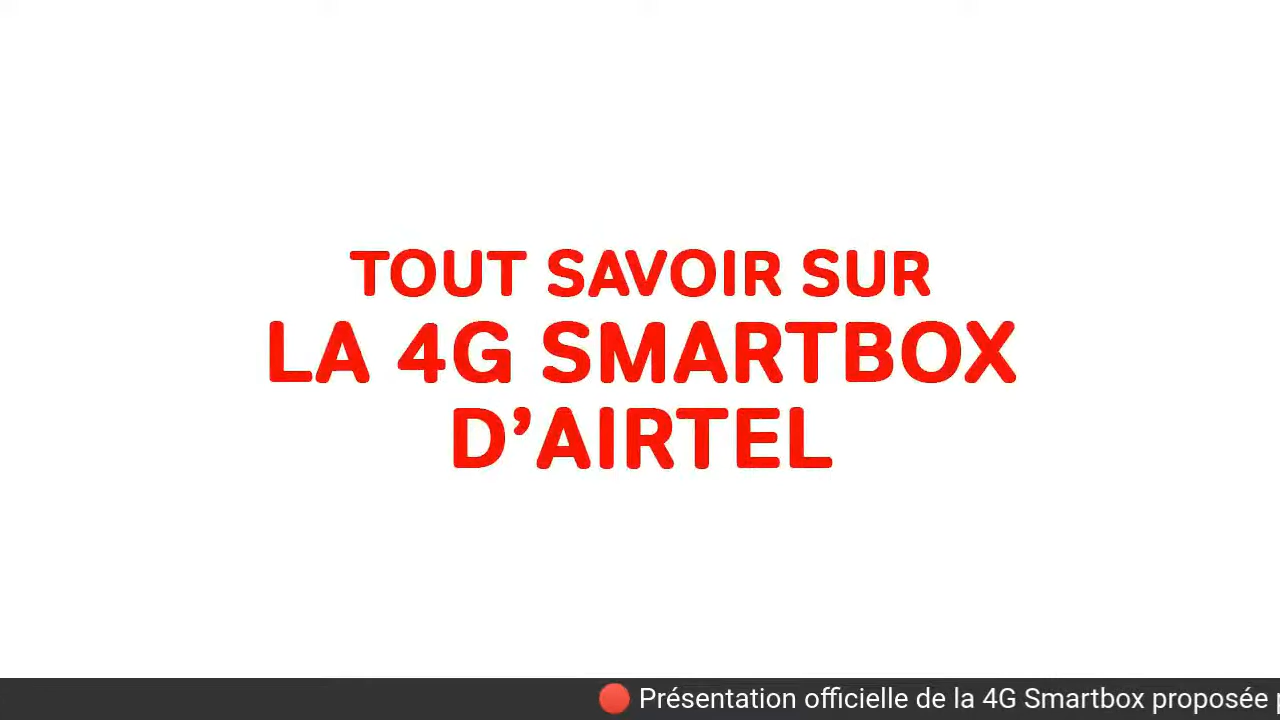 TOUT SAVOIR SUR
LA 4G SMARTBOX
D’AIRTEL
🔴 Présentation officielle de la 4G Smartbox proposée